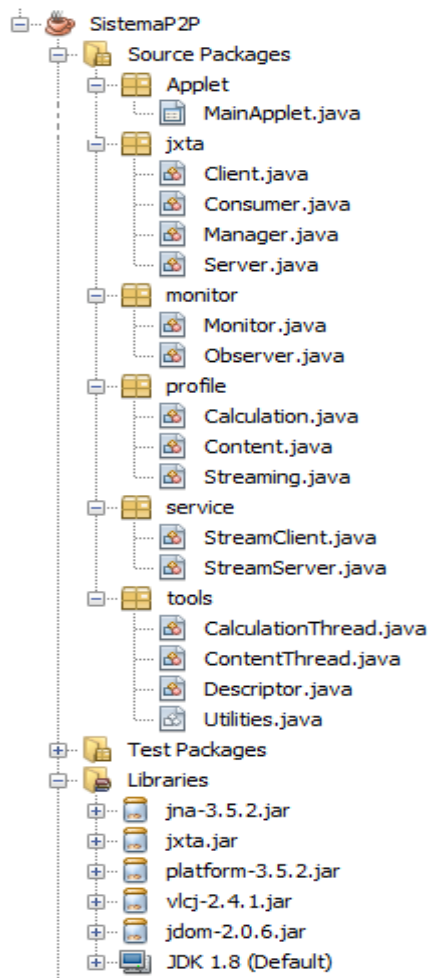 SistemaP2P
Source Packages
Applet
MainApplet.java
jxta
Client.java
Consumer.java
Manager.java
Server.java
monitor
Monitor.java
Observer.java
profile
Calculation.java
Content.java
Streaming.java
service
StreamClient.java
StreamServer.java
tools
CalculationThread.java
ContentThread.java
Descriptor.java
Utilities.java
Test Packages
Libraries
jna-3.5.2.jar
jxta.jar
platform-3.5.2.jar
vlcj-2.4.1.jar
jdom-2.0.6.jar
JDK 1.8 (Default)